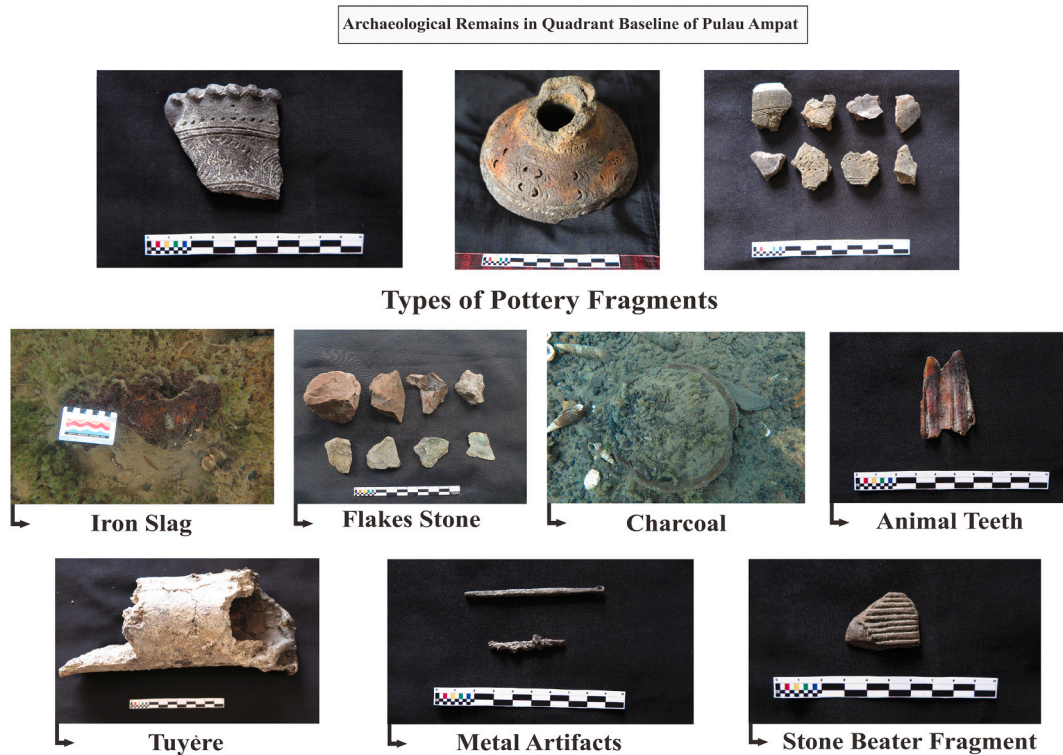 Archaeological Remains in Quadrant Baseline of Pulau Ampat
Types of Pottery Fragments
Iron Slag
Flakes Stone
Charcoal
Animal Teeth
Tuyère
Metal Artifacts
Stone Beater Fragment